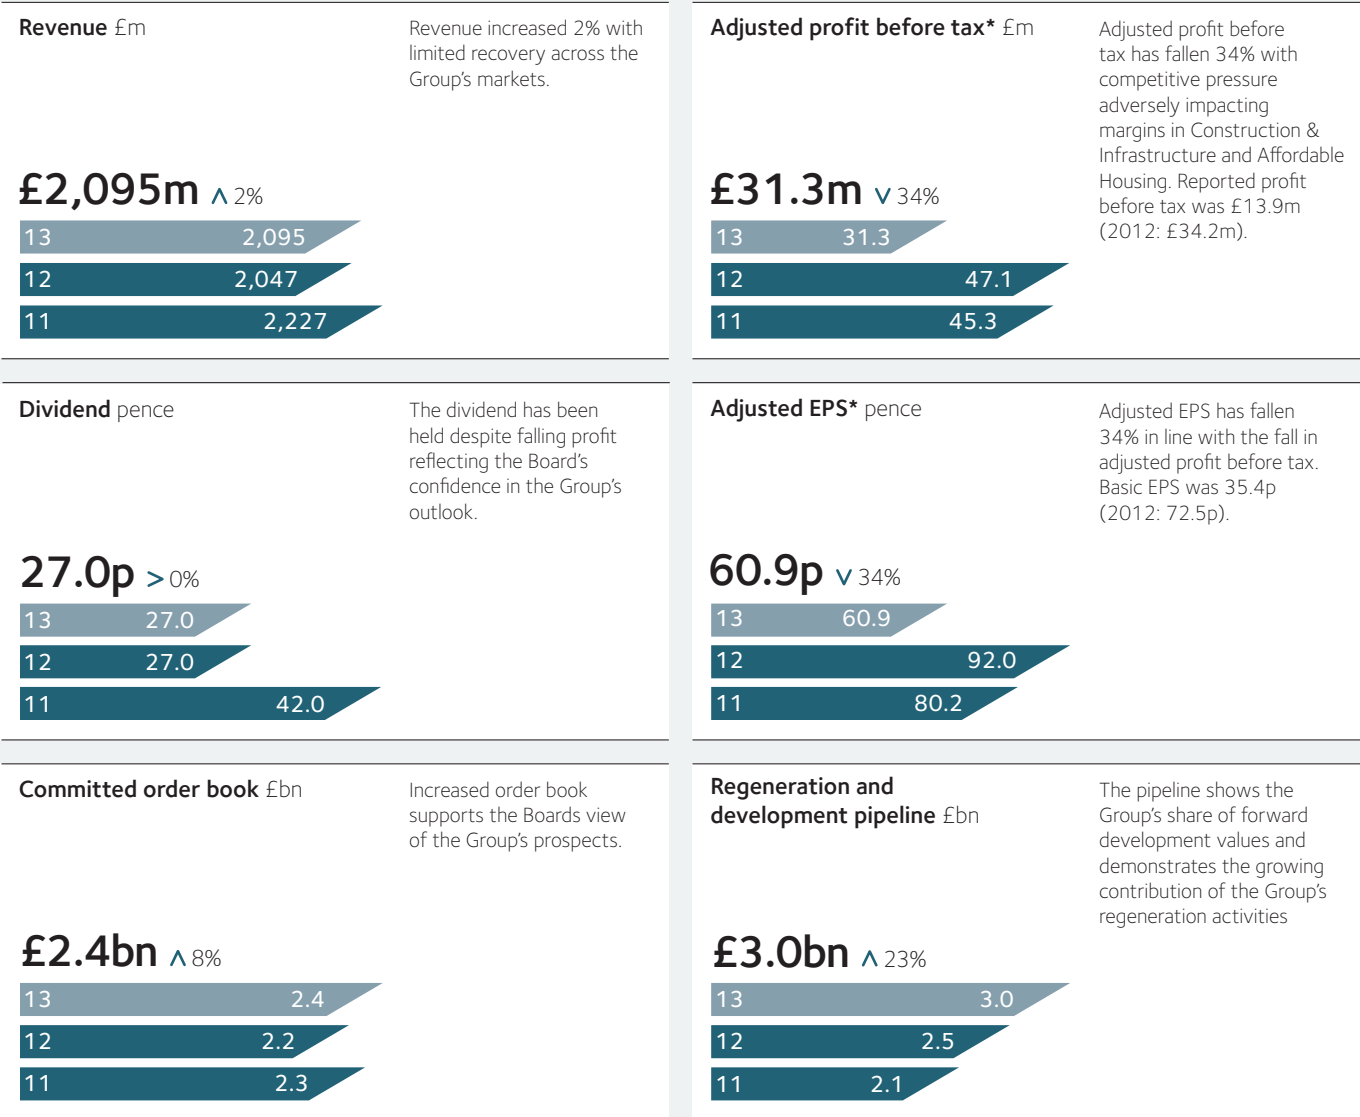 Revenue £m
Revenue increased 2% with
limited recovery across the
Group's markets.
£2,095m ∧ 2%
13 2,095
12 2,047
11 2,227
Adjusted profit before tax* £m
Adjusted profit before
tax has fallen 34% with
competitive pressure
adversely impacting
margins in Construction &
Infrastructure and Affordable
Housing. Reported profit
before tax was £13.9m
(2012: £34.2m).
£31.3m ∨ 34%
13 31.3
12 47.1
11 45.3
Dividend pence
The dividend has been
held despite falling profit
reflecting the Board's
confidence in the Group's
outlook.
27.0p > 0%
13 27.0
12 27.0
11 42.0
Adjusted EPS* pence
Adjusted EPS has fallen
34% in line with the fall in
adjusted profit before tax.
Basic EPS was 35.4p
(2012: 72.5p).
60.9p ∨ 34%
13 60.9
12 92.0
11 80.2
Committed order book £bn
Increased order book
supports the Boards view
of the Group's prospects.
£2.4bn ∧ 8%
13 2.4
12 2.2
11 2.3
Regeneration and
development pipeline £bn
The pipeline shows the
Group's share of forward
development values and
demonstrates the growing
contribution of the Group's
regeneration activities
£3.0bn ∧ 23%
13 3.0
12 2.5
11 2.1